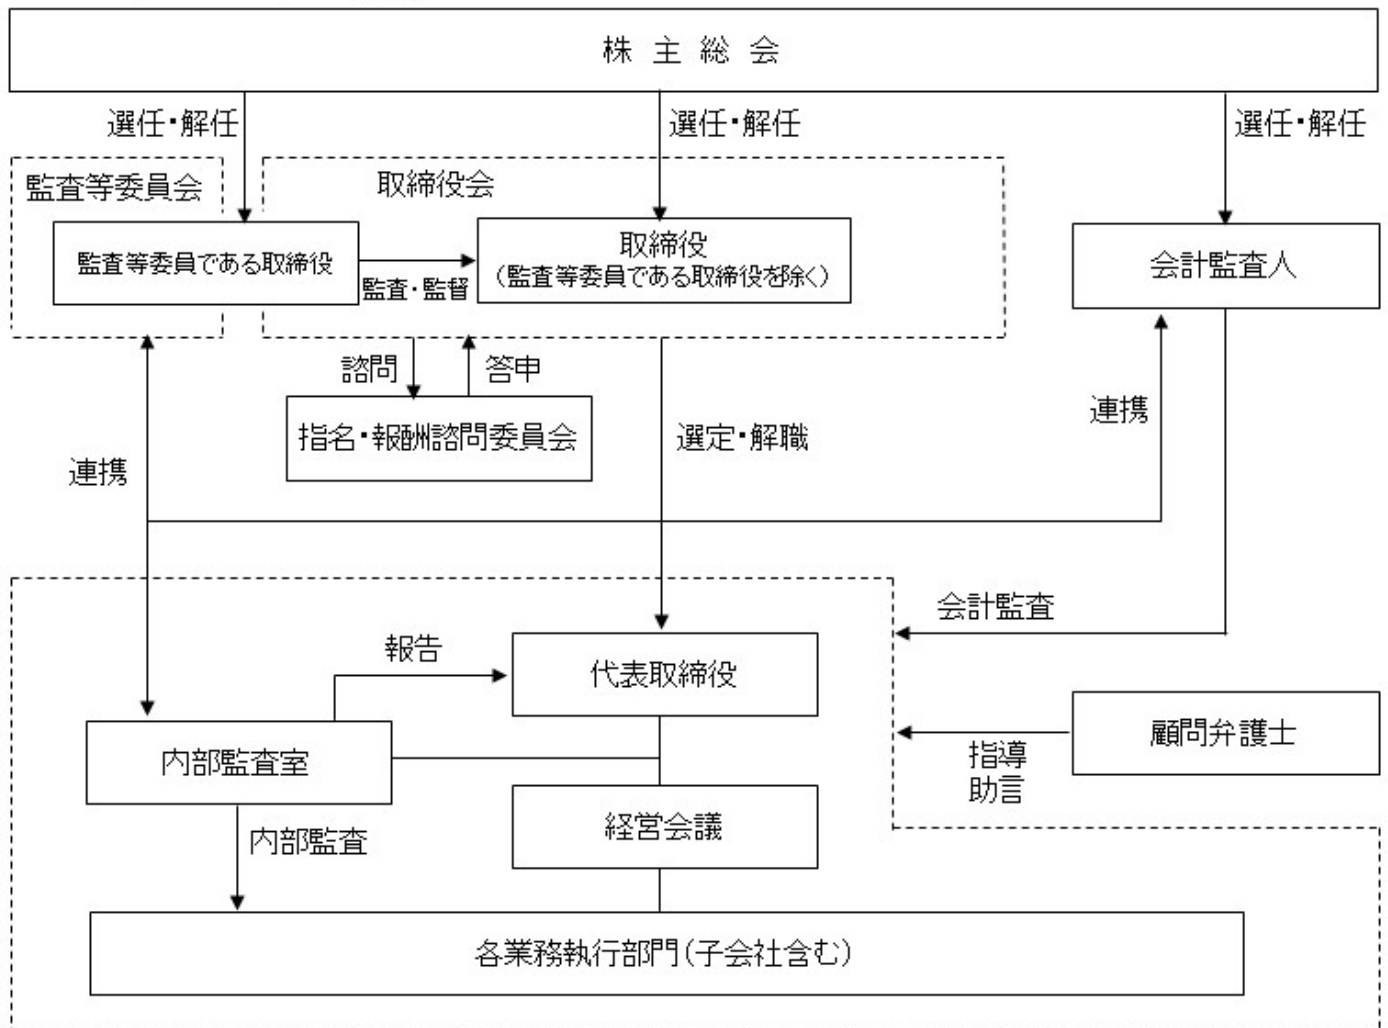 株主総会
選任・解任
選任・解任
選任・解任
監査等委員会
取締役会
監査等委員である取締役
監査・監督
取締役
（監査等委員である取締役を除く）
会計監査人
諮問
答申
指名・報酬諮問委員会
選定・解職
連携
連携
会計監査
報告
代表取締役
内部監査室
顧問弁護士
指導
助言
経営会議
内部監査
各業務執行部門（子会社含む）